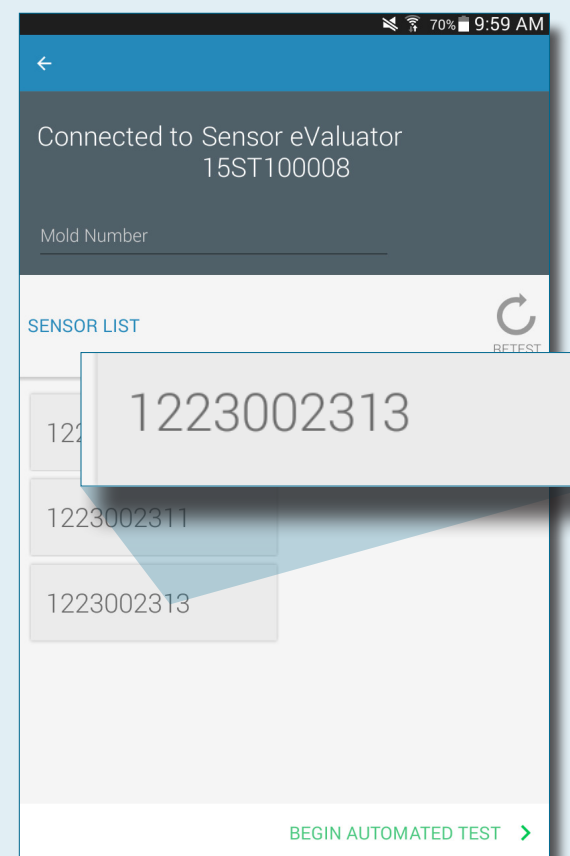 70% 9:59 AM
Connected to Sensor eValuator
15ST100008
Mold Number
SENSOR LIST
RETEST
1223002313
1223002311
1223002313
BEGIN AUTOMATED TEST